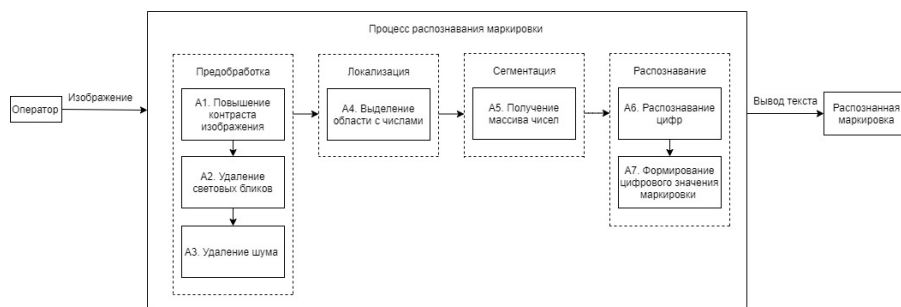 Процесс распознавания маркировки
Оператор
Изображение
Предобработка
А1. Повышение
контраста
изображения
А2. Удаление
световых бликов
А3. Удаление шума
Локализация
А4. Выделение
области с числами
Сегментация
А5. Получение
массива чисел
Распознавание
А6. Распознавание
цифр
А7. Формирование
цифрового значения
маркировки
Вывод текста
Распознанная
маркировка